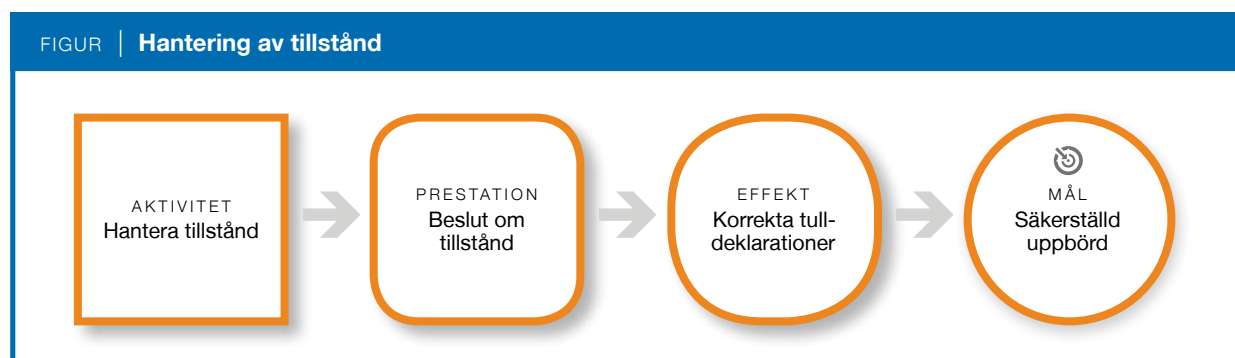 FIGUR | Hantering av tillstånd
AKTIVITET
Hantera tillstånd
PRESTATION
Beslut om
tillstånd
EFFEKT
Korrekta tull-
deklarationer
MÅL
Säkerställd
uppbörd